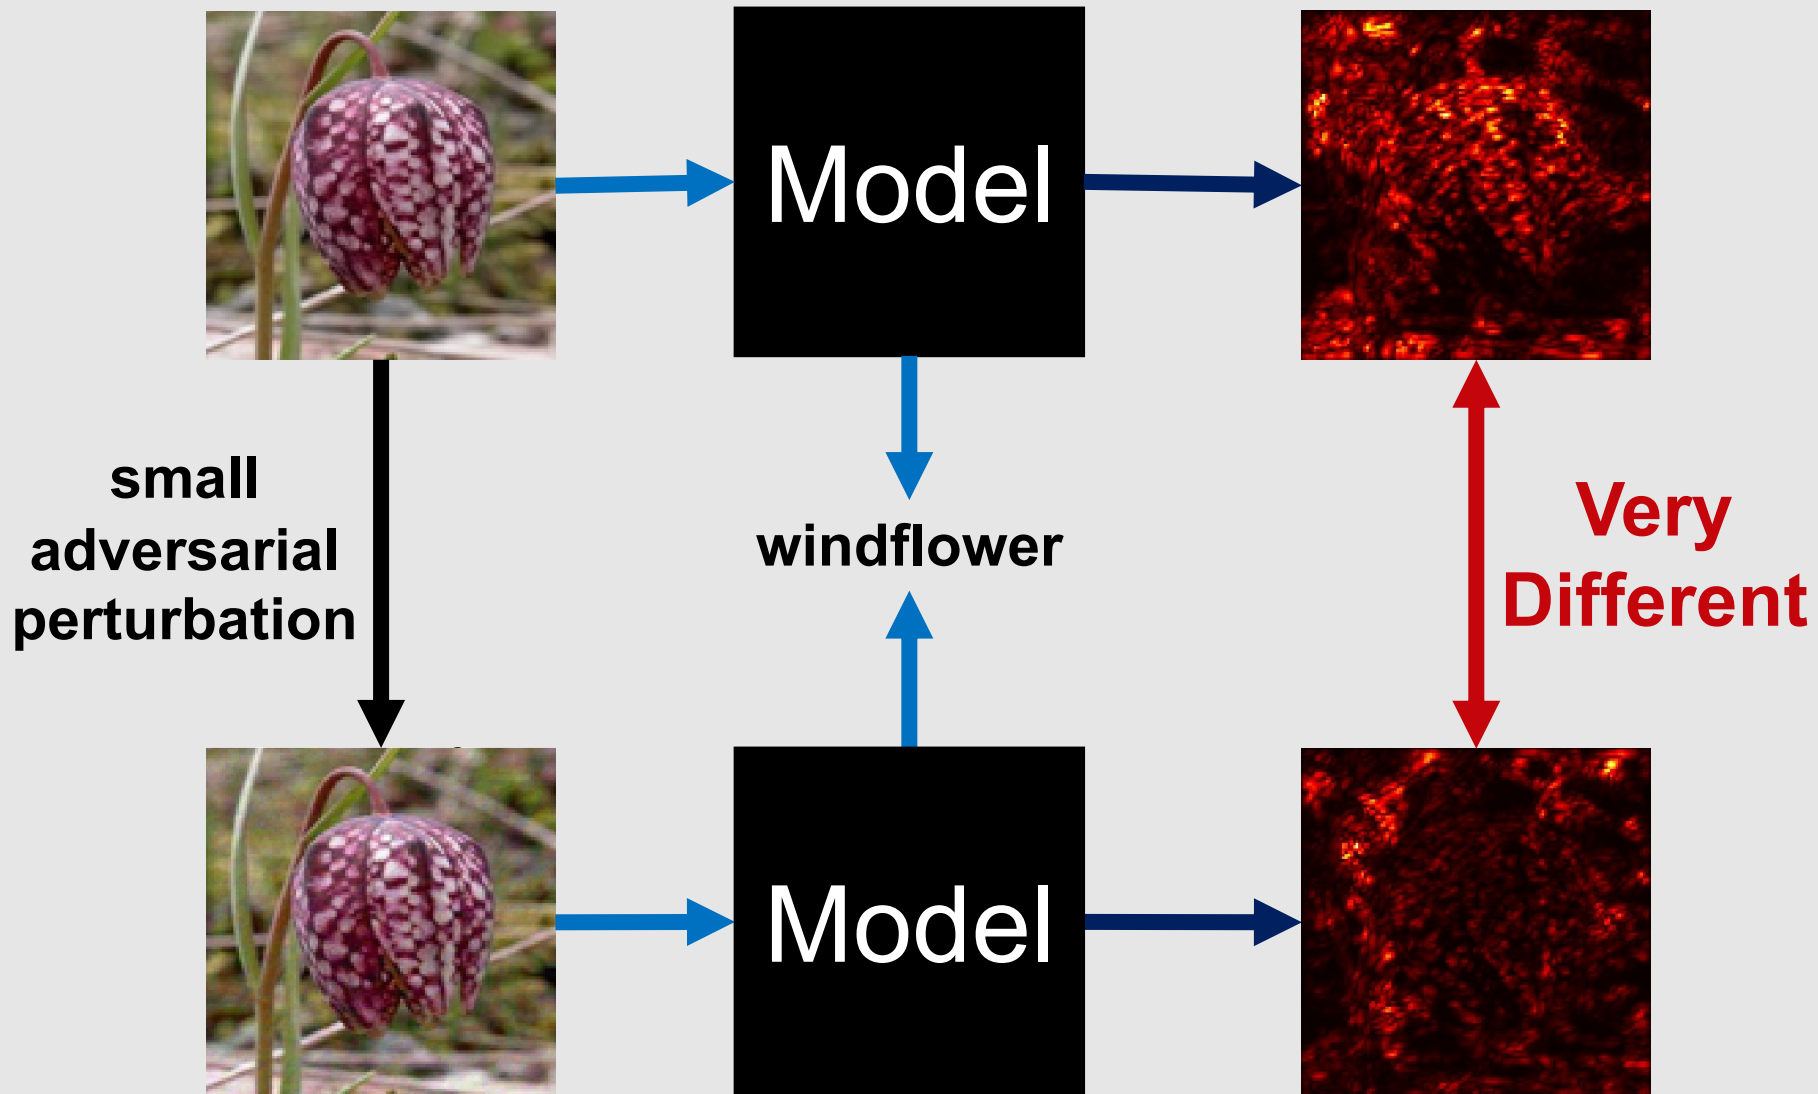 Model
small
adversarial
perturbation
windflower
Very
Different
Model